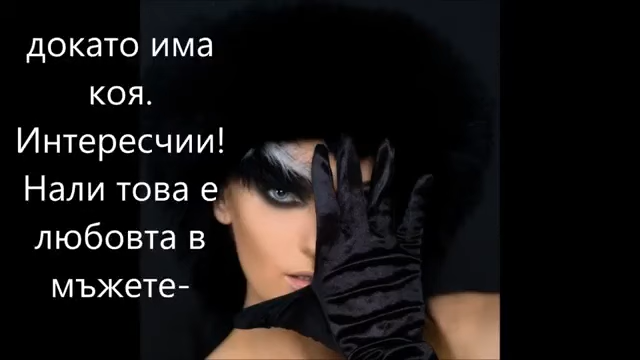 докато има
коя.
Интересчии!
Нали това е
любовта в
мъжете-